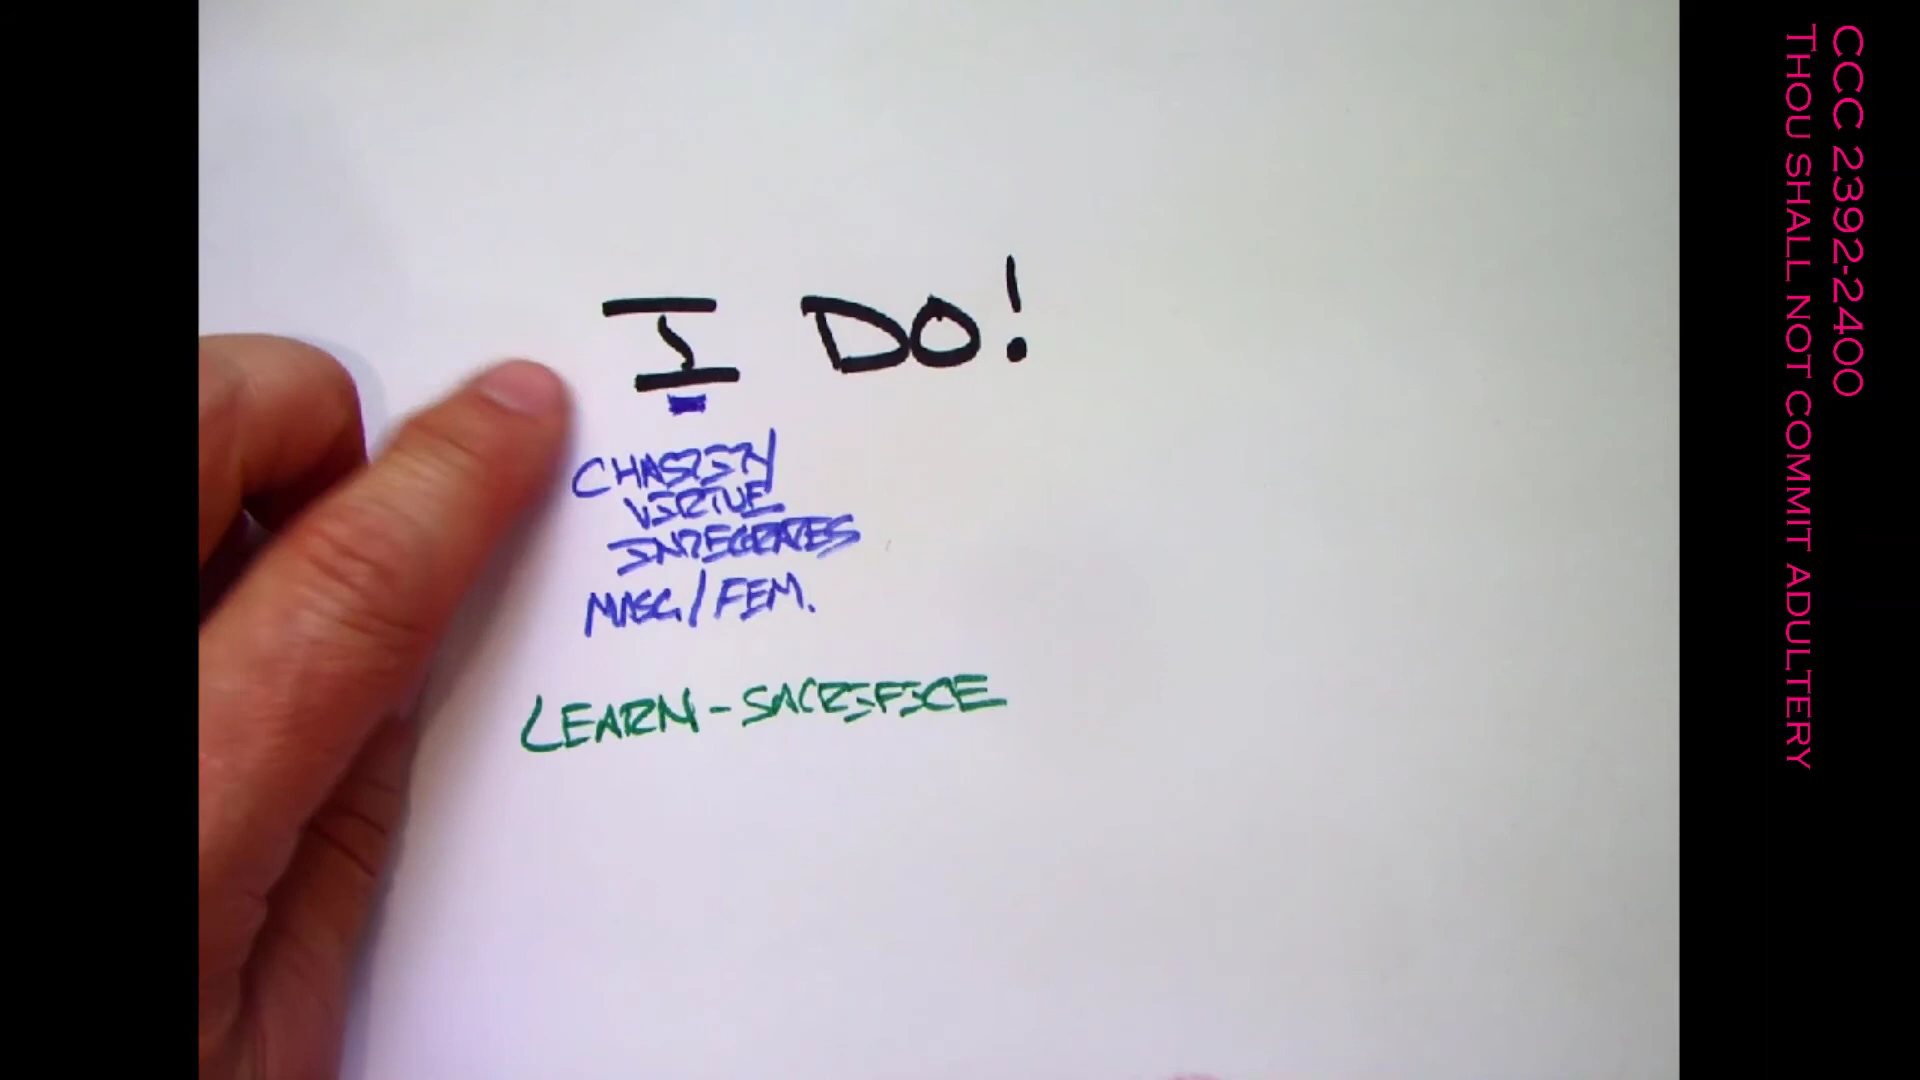 I DO!
CHASTITY
VIRTUE
INTEGRATES
MASC/FEM.
LEARN-SACRIFICE
CCC 2392-2400
THOU SHALL NOT COMMIT ADULTERY